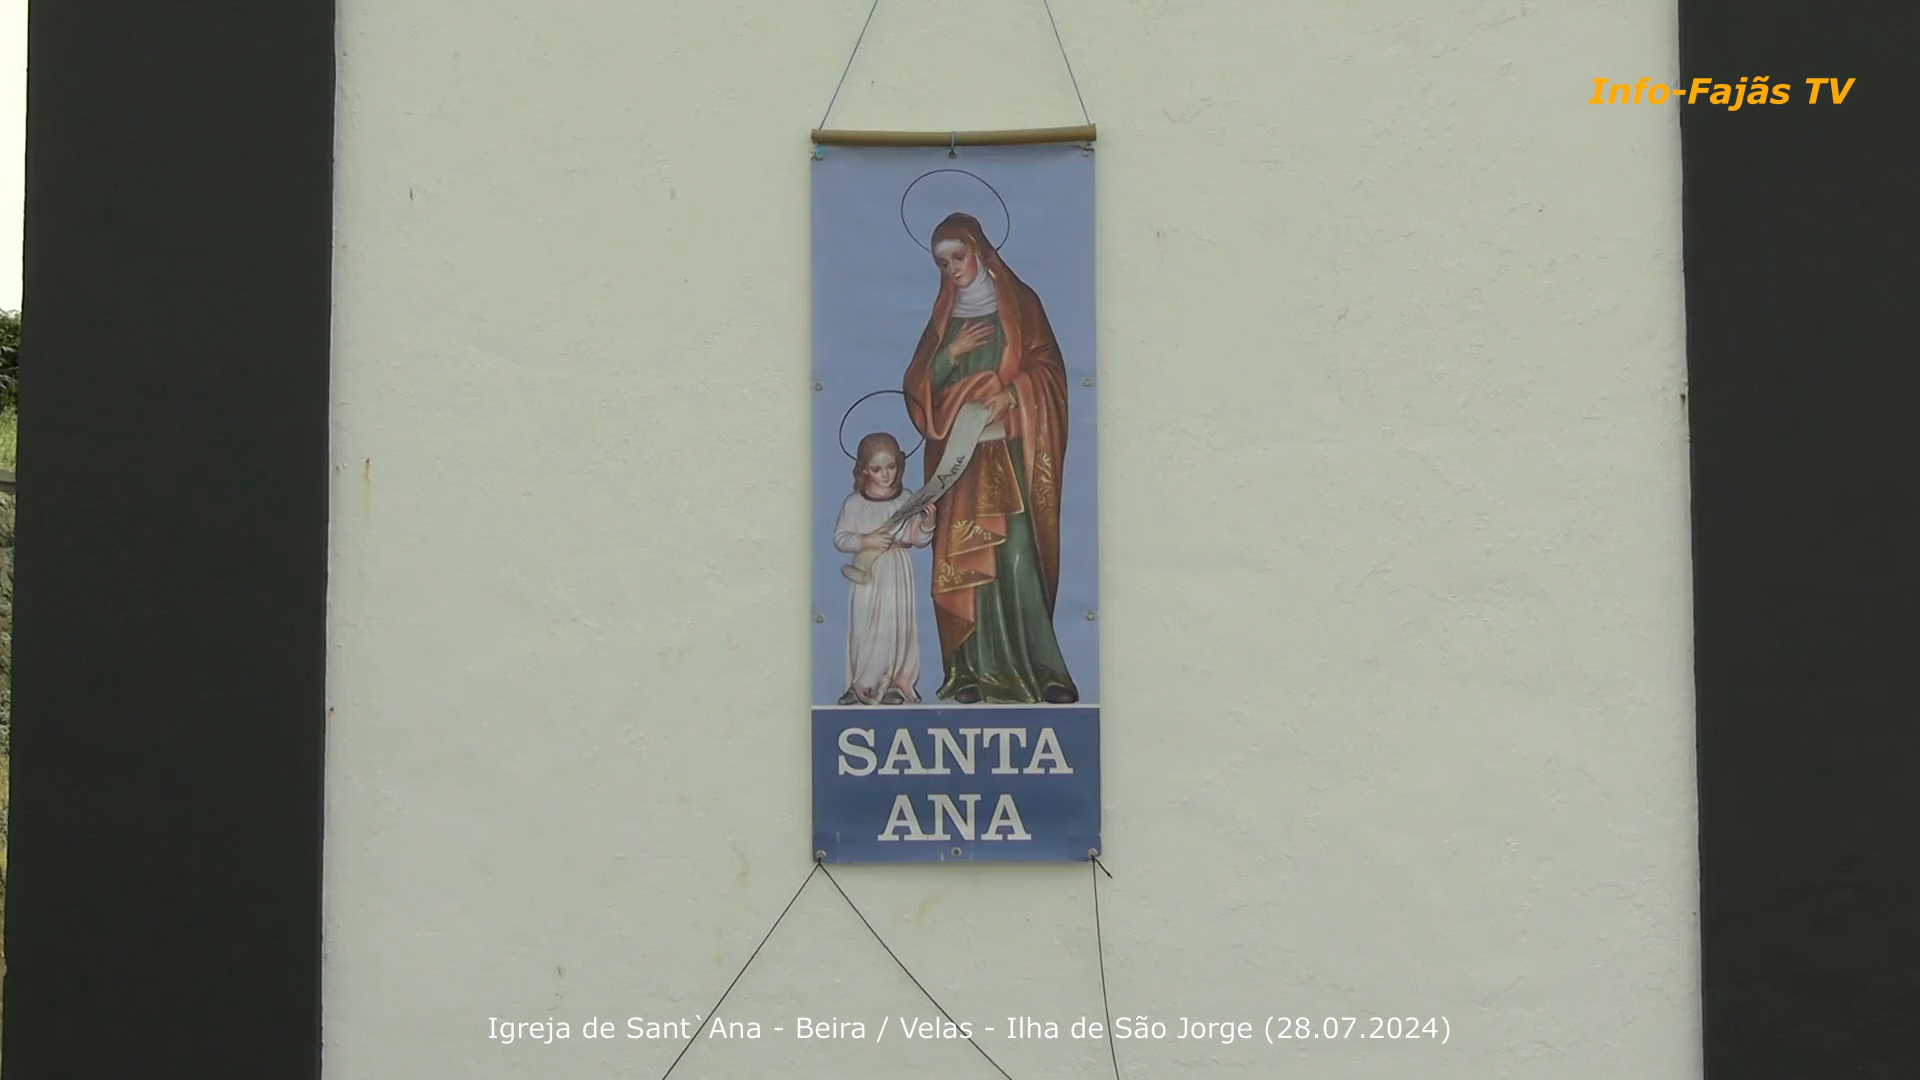 Info-Fajãs TV
Ana
SANTA
ANA
Igreja de Sant`Ana - Beira / Velas - Ilha de São Jorge (28.07.2024)